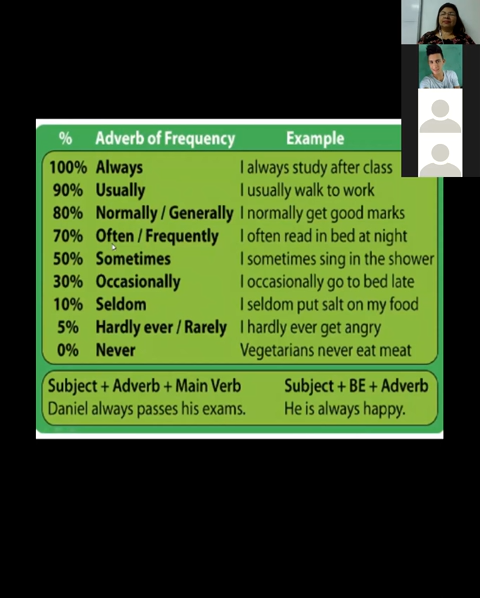 % Adverb of Frequency Example
100% Always I always study after class
90% Usually I usually walk to work
80% Normally / Generally I normally get good marks
70% Often / Frequently I often read in bed at night
50% Sometimes I sometimes sing in the shower
30% Occasionally I occasionally go to bed late
10% Seldom I seldom put salt on my food
5% Hardly ever / Rarely I hardly ever get angry
0% Never Vegetarians never eat meat
Subject + Adverb + Main Verb Subject + BE + Adverb
Daniel always passes his exams. He is always happy.